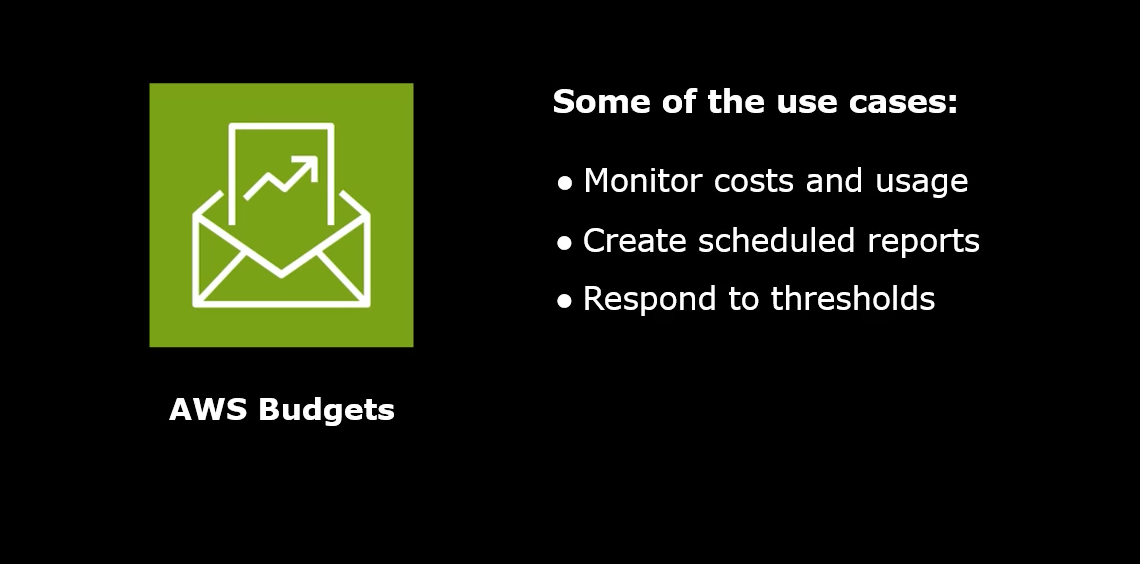 Some of the use cases:
● Monitor costs and usage
● Create scheduled reports
● Respond to thresholds
AWS Budgets